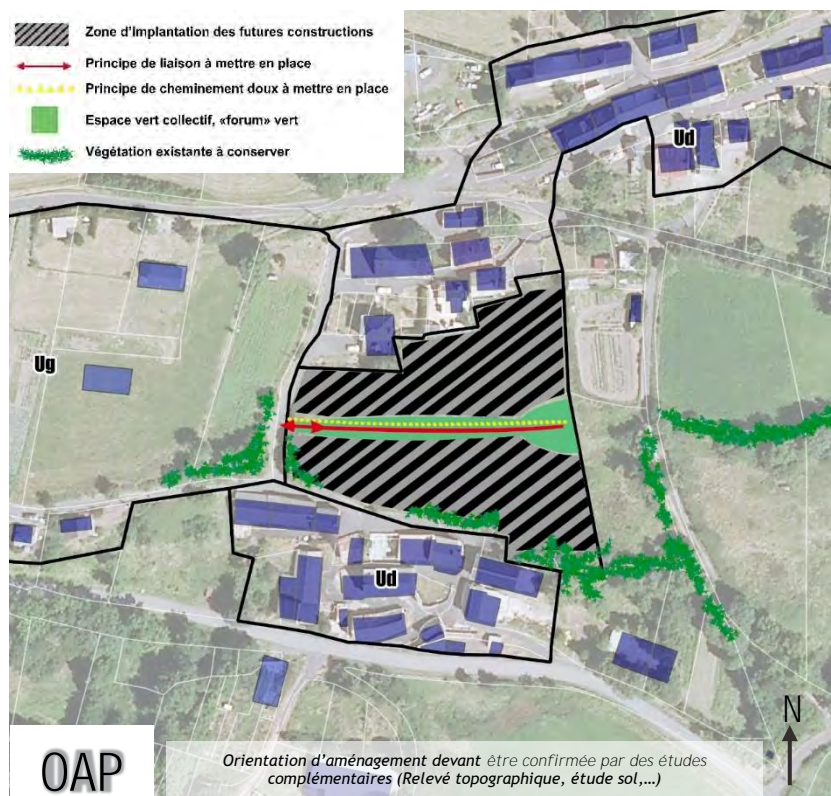 Zone d'implantation des futures constructions
Principe de liaison à mettre en place
Principe de cheminement doux à mettre en place
Espace vert collectif, «forum» vert
Végétation existante à conserver
Ud
Ug
Ud
N
OAP
Orientation d'aménagement devant être confirmée par des études
complémentaires (Relevé topographique, étude sol,...)